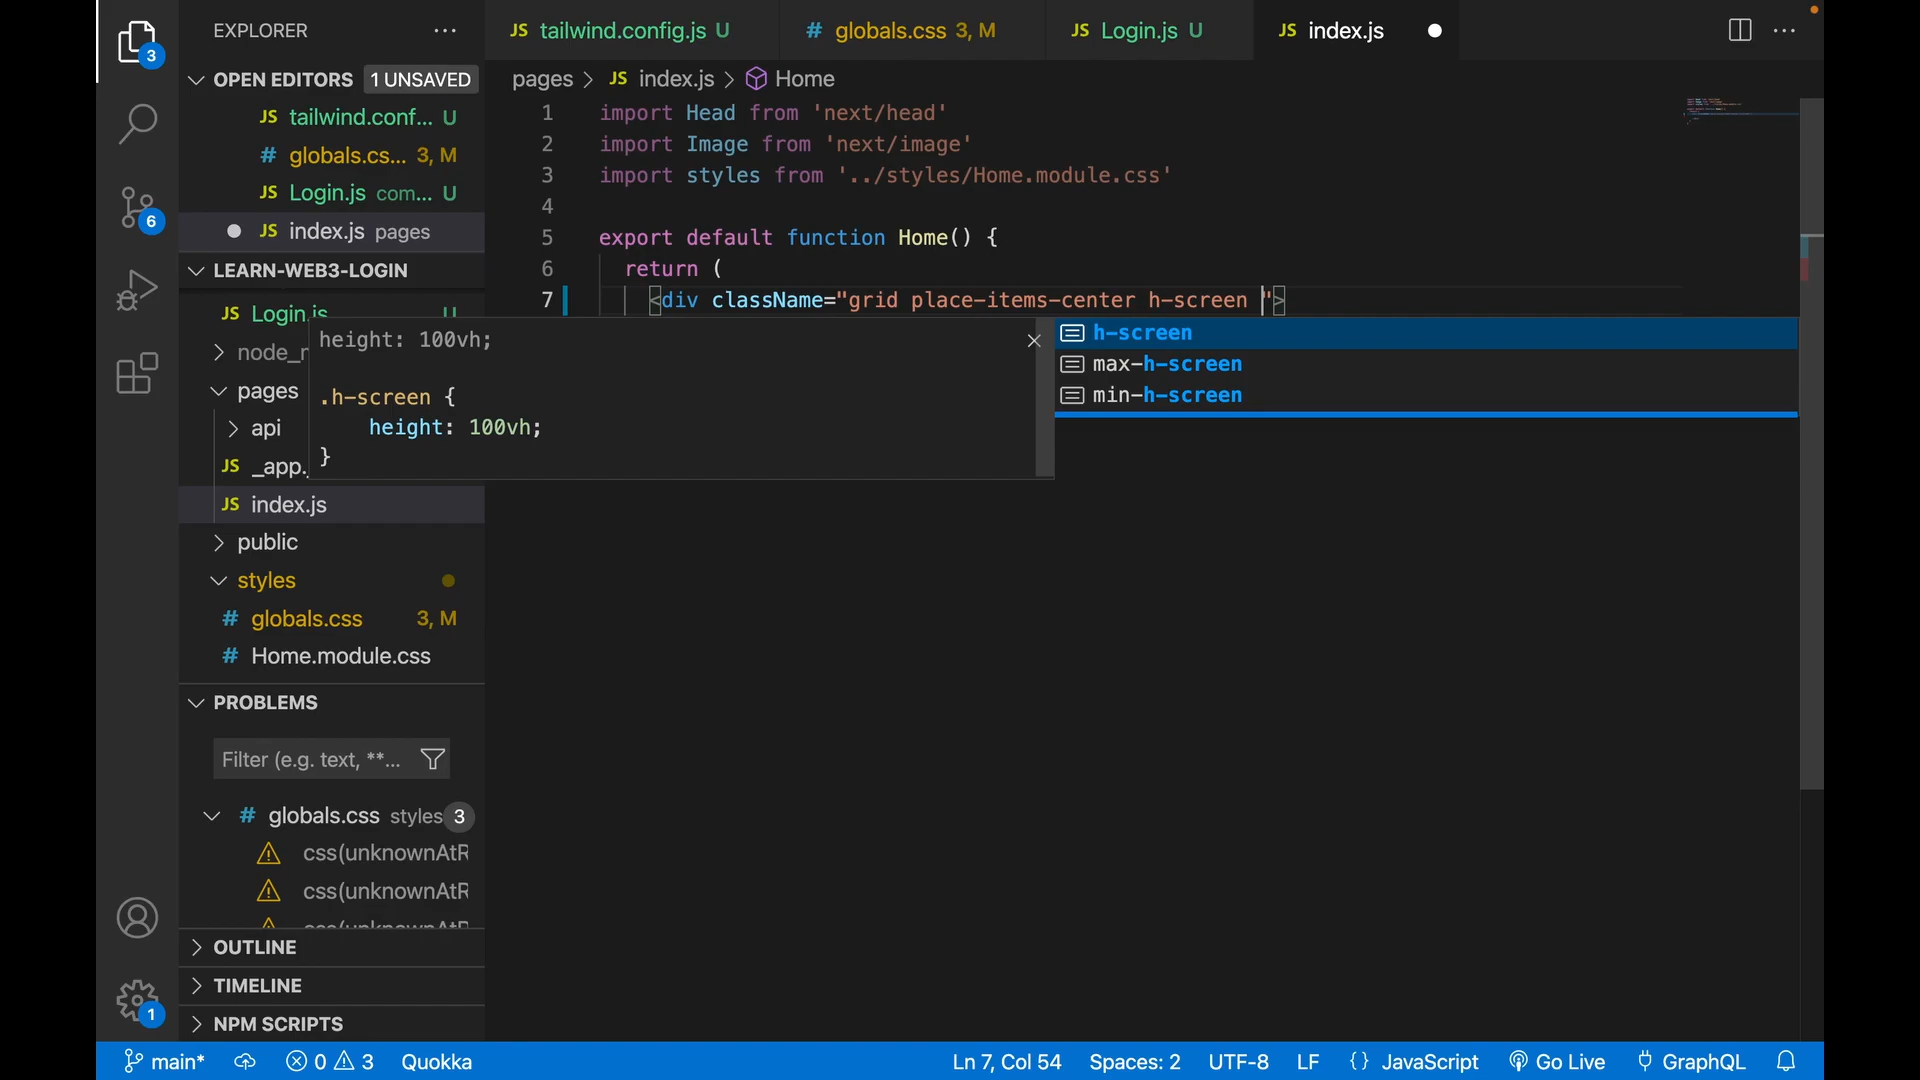 EXPLORER
3
OPEN EDITORS 1 UNSAVED
JS tailwind.conf... U
# globals.cs... 3, M
JS Login.js com... U
JS index.js pages
6
LEARN-WEB3-LOGIN
JS Login.js U
node_
pages
api
JS _app.
JS index.js
public
styles
# globals.css 3, M
# Home.module.css
PROBLEMS
Filter (e.g. text, **...
# globals.css styles 3
css(unknownAtR
css(unknownAtR
css(unknownAtR
OUTLINE
TIMELINE
1
NPM SCRIPTS
JS tailwind.config.js U
# globals.css 3, M
JS Login.js U
JS index.js
pages > JS index.js > Home
1 import Head from 'next/head'
2 import Image from 'next/image'
3 import styles from '../styles/Home.module.css'
4
5 export default function Home() {
6 return (
7 <div className="grid place-items-center h-screen ">
height: 100vh;
.h-screen {
height: 100vh;
}
h-screen
max-h-screen
min-h-screen
main* 0 3 Quokka Ln 7, Col 54 Spaces: 2 UTF-8 LF {} JavaScript Go Live GraphQL